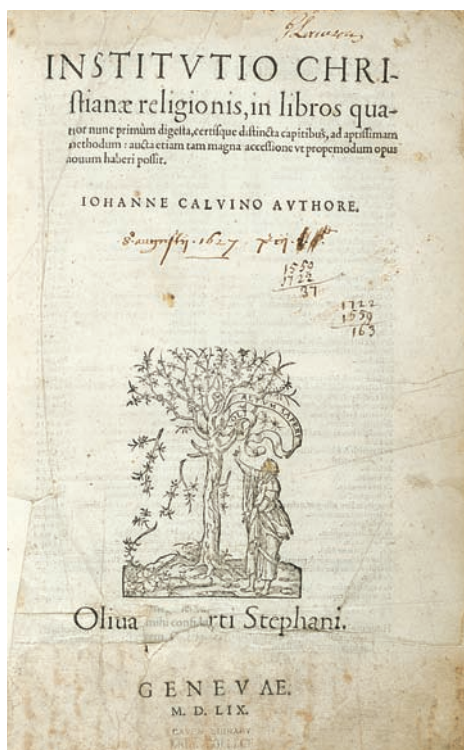 INSTITVTIO CHRI-
stianæ religionis, in libros qua-
tuor nunc primùm digesta, certisque distincta capitibus, ad aptissimam
methodum: aucta etiam tam magna accessione vt propemodum opus
nouum haberi possit.
IOHANNE CALVINO AVTHORE.
1627
1559
1722
37
1722
1559
163
Oliua rti Stephani.
GENEVAE.
M. D. LIX.